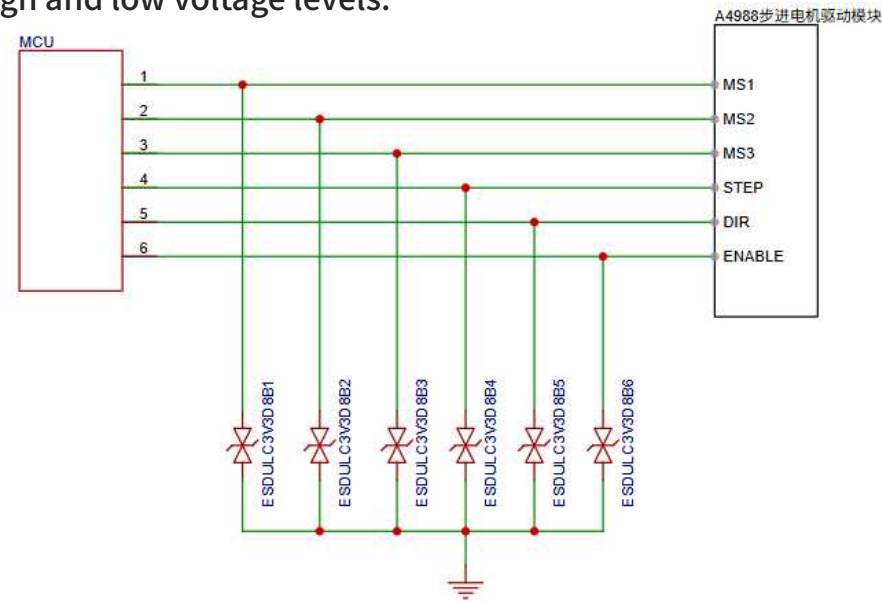 gh and low voltage levels.
A4988步进电机驱动模块
MCU
1
MS1
2
MS2
3
MS3
4
STEP
5
DIR
6
ENABLE
ESDULC3V3D8B1
ESDULC3V3D8B2
ESDULC3V3D8B3
ESDULC3V3D8B4
ESDULC3V3D8B5
ESDULC3V3D8B6